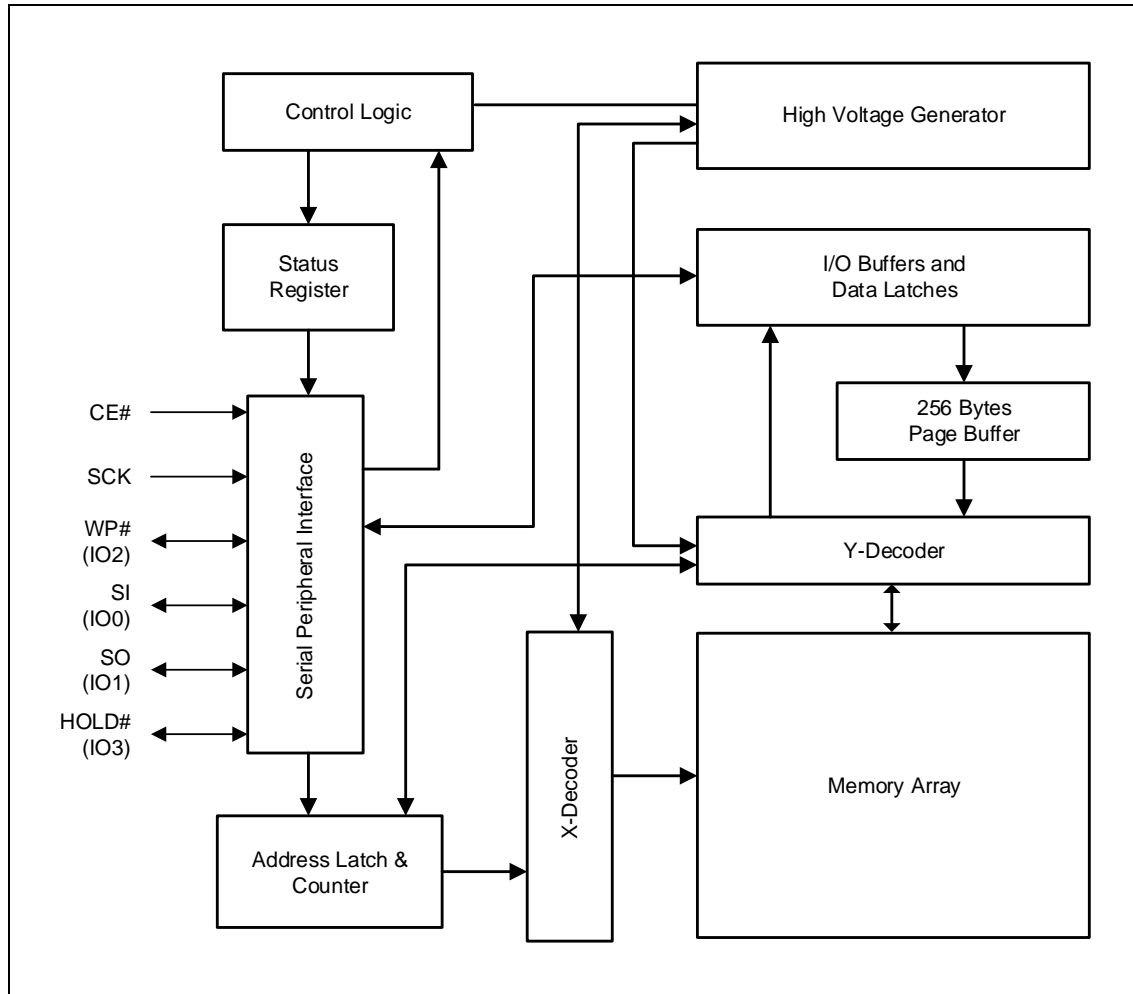 Control Logic
High Voltage Generator
Status
Register
I/O Buffers and
Data Latches
256 Bytes
Page Buffer
CE#
SCK
WP#
(IO2)
SI
(IO0)
SO
(IO1)
HOLD#
(IO3)
Serial Peripheral Interface
Y-Decoder
X-Decoder
Memory Array
Address Latch &
Counter